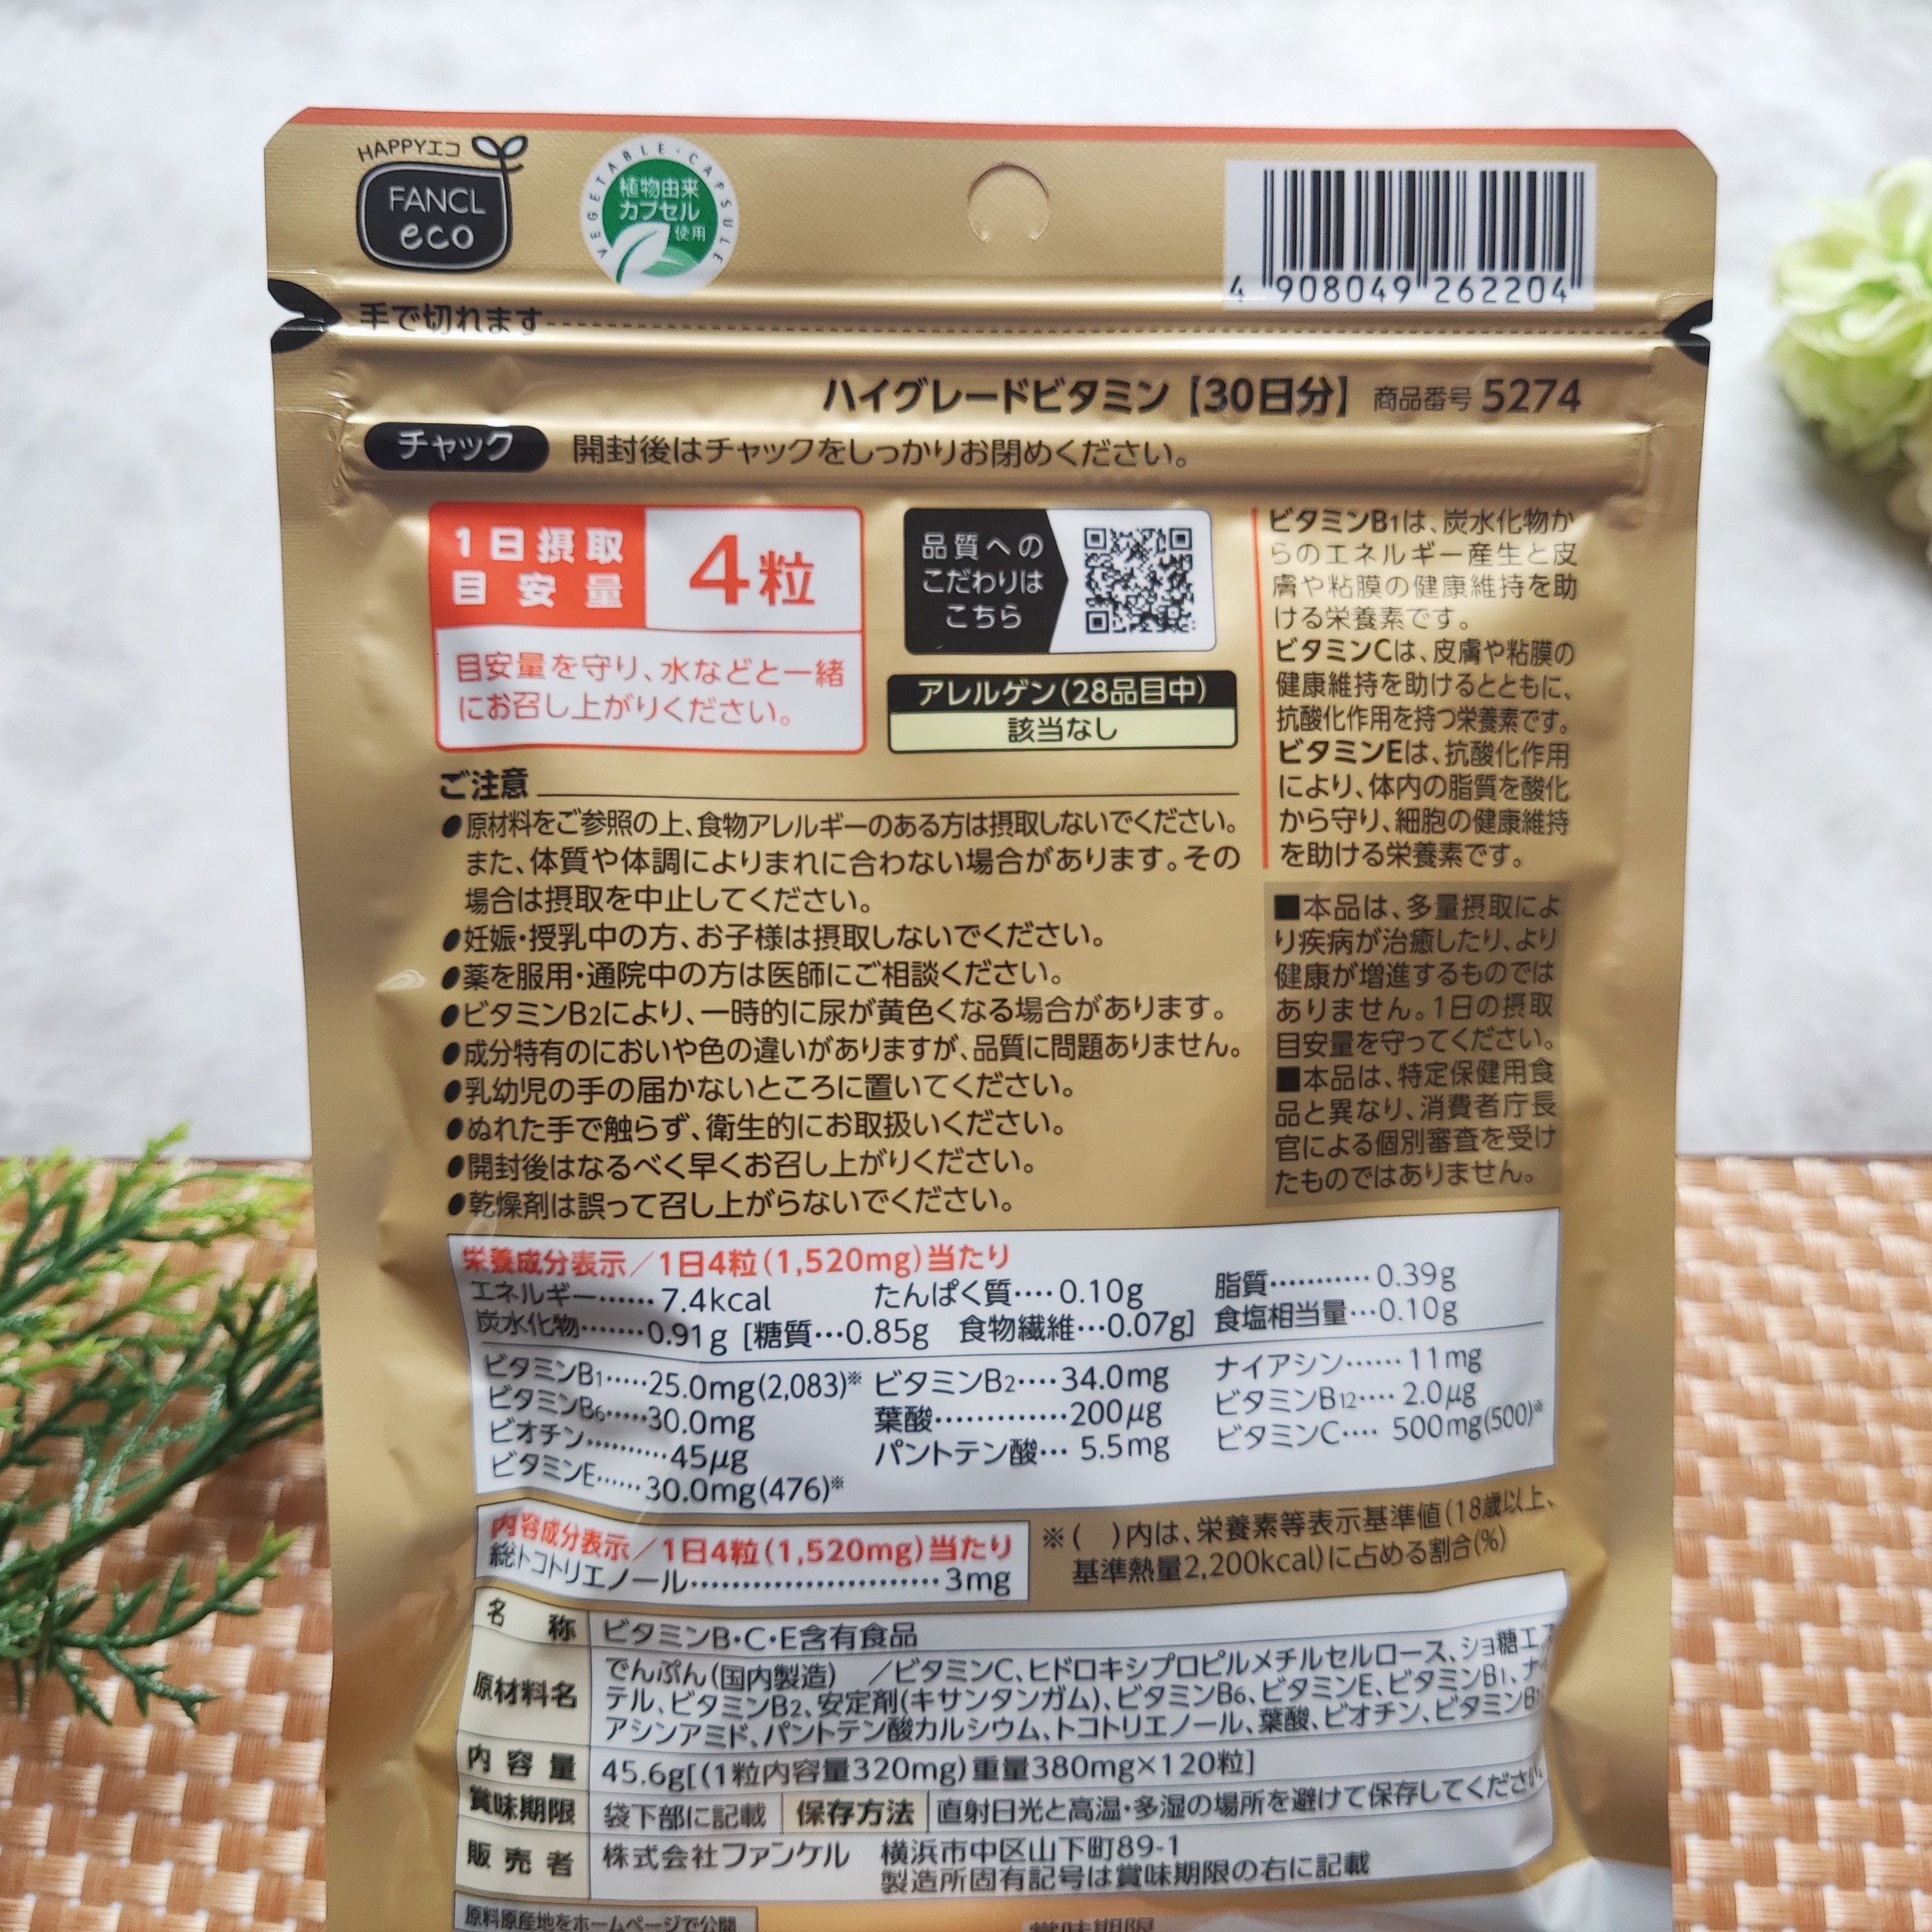 HAPPYエコ
FANCL
eco
VEGETABLE・CAPSULE
植物由来
カプセル
使用
4 908049 262204
手で切れます
ハイグレードビタミン【30日分】 商品番号 5274
チャック 開封後はチャックをしっかりお閉めください。
1日摂取
目安量
4粒
目安量を守り、水などと一緒
にお召し上がりください。
品質への
こだわりは
こちら
アレルゲン(28品目中)
該当なし
ビタミンB1は、炭水化物か
らのエネルギー産生と皮
膚や粘膜の健康維持を助
ける栄養素です。
ビタミンCは、皮膚や粘膜の
健康維持を助けるとともに、
抗酸化作用を持つ栄養素です。
ビタミンEは、抗酸化作用
により、体内の脂質を酸化
から守り、細胞の健康維持
を助ける栄養素です。
■本品は、多量摂取によ
り疾病が治癒したり、より
健康が増進するものでは
ありません。1日の摂取
目安量を守ってください。
■本品は、特定保健用食
品と異なり、消費者庁長
官による個別審査を受け
たものではありません。
ご注意
●原材料をご参照の上、食物アレルギーのある方は摂取しないでください。
また、体質や体調によりまれに合わない場合があります。その
場合は摂取を中止してください。
●妊娠・授乳中の方、お子様は摂取しないでください。
●薬を服用・通院中の方は医師にご相談ください。
●ビタミンB2により、一時的に尿が黄色くなる場合があります。
●成分特有のにおいや色の違いがありますが、品質に問題ありません。
●乳幼児の手の届かないところに置いてください。
●ぬれた手で触らず、衛生的にお取扱いください。
●開封後はなるべく早くお召し上がりください。
●乾燥剤は誤って召し上がらないでください。
栄養成分表示／1日4粒(1,520mg)当たり
エネルギー……7.4kcal たんぱく質…‥0.10g 脂質…………0.39g
炭水化物……‥0.91g [糖質…0.85g 食物繊維…0.07g] 食塩相当量…0.10g
ビタミンB1……25.0mg(2,083)※ ビタミンB2…‥34.0mg ナイアシン……11mg
ビタミンB6……30.0mg 葉酸…………‥200μg ビタミンB12…‥2.0μg
ビオチン…………45μg パントテン酸…5.5mg ビタミンC…‥500mg(500)※
ビタミンE……30.0mg(476)※
内容成分表示／1日4粒(1,520mg)当たり
総トコトリエノール…………………………3mg
※( )内は、栄養素等表示基準値(18歳以上、
基準熱量2,200kcal)に占める割合(%)
名称 ビタミンB・C・E含有食品
原材料名 でんぷん(国内製造) ／ビタミンC、ヒドロキシプロピルメチルセルロース、ショ糖エス
テル、ビタミンB2、安定剤(キサンタンガム)、ビタミンB6、ビタミンE、ビタミンB1、ナイ
アシンアミド、パントテン酸カルシウム、トコトリエノール、葉酸、ビオチン、ビタミンB
内容量 45.6g[(1粒内容量320mg)重量380mg×120粒]
賞味期限 袋下部に記載 保存方法 直射日光と高温・多湿の場所を避けて保存してください。
販売者 株式会社ファンケル 横浜市中区山下町89-1
製造所固有記号は賞味期限の右に記載
原料原産地をホームページで公開
賞味期限